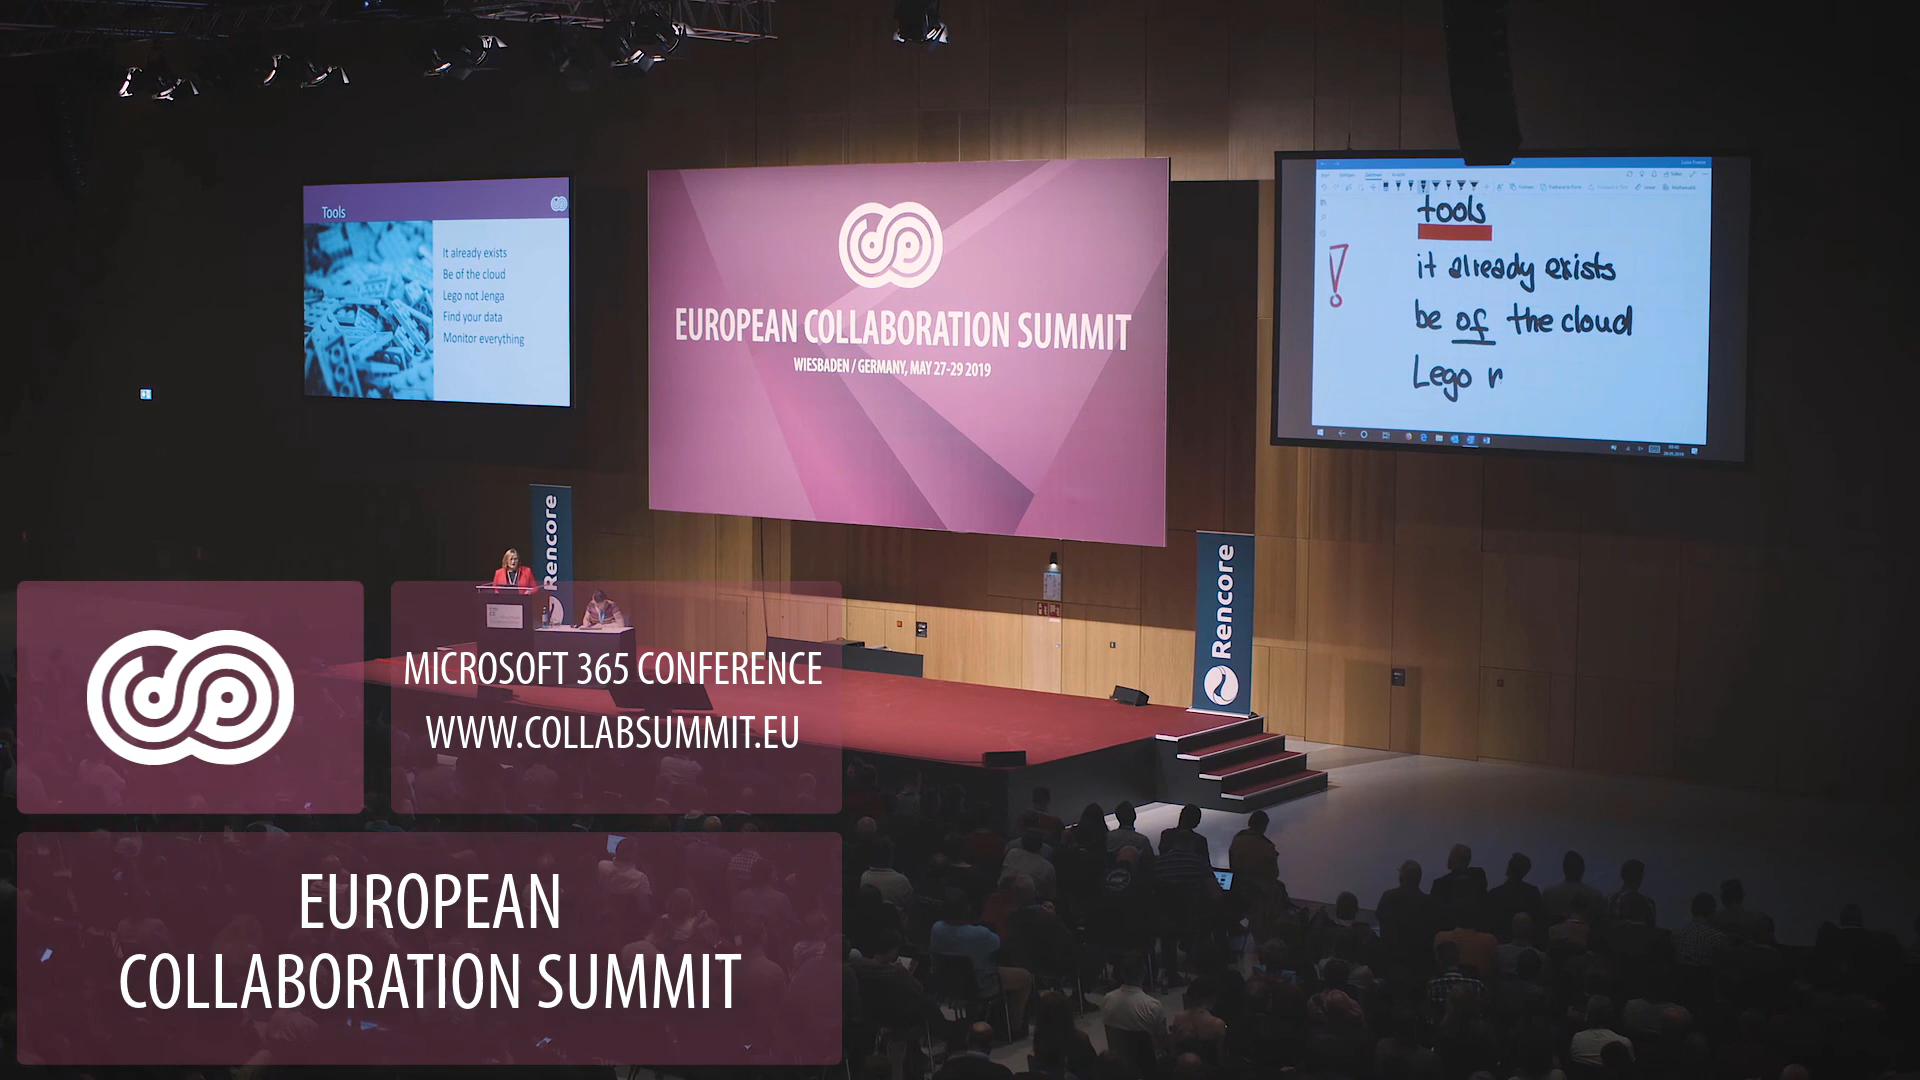 Tools
It already exists
Be of the cloud
Lego not Jenga
Find your data
Monitor everything
EUROPEAN COLLABORATION SUMMIT
WIESBADEN / GERMANY, MAY 27-29 2019
tools
!
it already exists
be of the cloud
Lego n
Rencore
Rencore
MICROSOFT 365 CONFERENCE
WWW.COLLABSUMMIT.EU
EUROPEAN
COLLABORATION SUMMIT